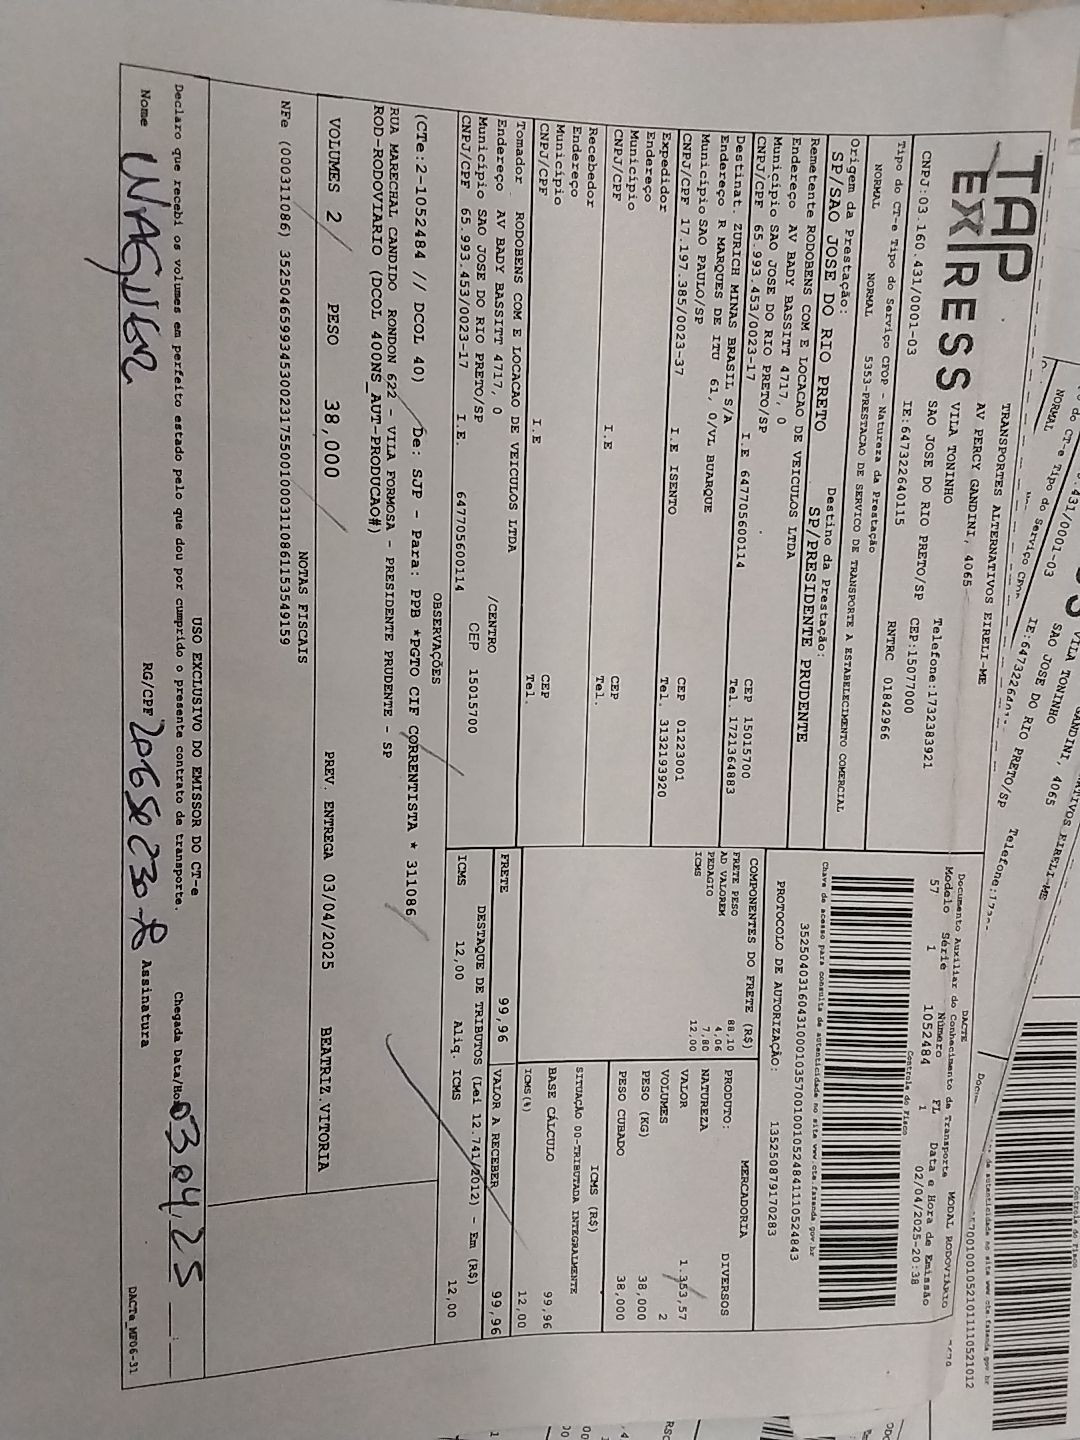 TAP
EXPRESS
TRANSPORTES ALTERNATIVOS EIRELI-ME
AV PERCY GANDINI, 4065
VILA TONINHO
SAO JOSE DO RIO PRETO/SP
Telefone:1732383921
CNPJ:03.160.431/0001-03 IE:647322640115 CEP:15077000
Tipo do CT-e Tipo do Serviço CFOP - Natureza da Prestação RNTRC 01842966
NORMAL NORMAL 5353-PRESTACAO DE SERVICO DE TRANSPORTE A ESTABELECIMENTO COMERCIAL
DACTE
Documento Auxiliar do Conhecimento de Transporte MODAL RODOVIARIO
Modelo Série Número FL Data e Hora de Emissão
57 1 1052484 1 02/04/2025-20:38
Controle do Fisco
Chave de acesso para consulta de autenticidade no site www.cte.fazenda.gov.br
35250403160431000103570010010524841110524843
PROTOCOLO DE AUTORIZAÇÃO: 135250879170283
Origem da Prestação: Destino da Prestação:
SP/SAO JOSE DO RIO PRETO SP/PRESIDENTE PRUDENTE
Remetente RODOBENS COM E LOCACAO DE VEICULOS LTDA
Endereço AV BADY BASSITT 4717, 0
Município SAO JOSE DO RIO PRETO/SP CEP 15015700
CNPJ/CPF 65.993.453/0023-17 I.E 647705600114 Tel. 1721364883
Destinat. ZURICH MINAS BRASIL S/A
Endereço R MARQUES DE ITU 61, 0/VL BUARQUE
Município SAO PAULO/SP CEP 01223001
CNPJ/CPF 17.197.385/0023-37 I.E ISENTO Tel. 3132193920
Expedidor
Endereço
Município CEP
CNPJ/CPF I.E Tel.
Recebedor
Endereço
Município CEP
CNPJ/CPF I.E Tel.
Tomador RODOBENS COM E LOCACAO DE VEICULOS LTDA
Endereço AV BADY BASSITT 4717, 0 /CENTRO
Município SAO JOSE DO RIO PRETO/SP CEP 15015700
CNPJ/CPF 65.993.453/0023-17 I.E. 647705600114
COMPONENTES DO FRETE (R$)
FRETE PESO 88,10
AD VALOREM 4,06
PEDAGIO 7,80
ICMS 12,00
MERCADORIA
PRODUTO: DIVERSOS
NATUREZA
VALOR 1.353,57
VOLUMES 2
PESO (KG) 38,000
PESO CUBADO 38,000
ICMS (R$)
SITUAÇÃO 00-TRIBUTADA INTEGRALMENTE
BASE CÁLCULO 99,96
ICMS(%) 12,00
FRETE 99,96 VALOR A RECEBER 99,96
DESTAQUE DE TRIBUTOS (Lei 12.741/2012) - Em (R$)
ICMS 12,00 Aliq. ICMS 12,00
OBSERVAÇÕES
(CTe:2-1052484 // DCOL 40) De: SJP - Para: PPB *PGTO CIF CORRENTISTA * 311086
RUA MARECHAL CANDIDO RONDON 622 - VILA FORMOSA - PRESIDENTE PRUDENTE - SP
ROD-RODOVIARIO (DCOL 400NS_AUT-PRODUCAO#)
VOLUMES 2 PESO 38,000 PREV. ENTREGA 03/04/2025 BEATRIZ.VITORIA
NOTAS FISCAIS
NFe (000311086) 35250465993453002317550010003110861153549159
USO EXCLUSIVO DO EMISSOR DO CT-e
Declaro que recebi os volumes em perfeito estado pelo que dou por cumprido o presente contrato de transporte. Chegada Data/Hora 03 04, 25
Nome WAGNER RG/CPF Assinatura
DACTe_MF06-31